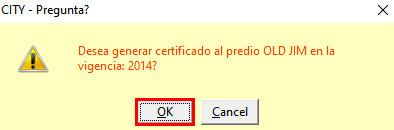 CITY - Pregunta?
Desea generar certificado al predio OLD JIM en la
vigencia: 2014?
OK
Cancel